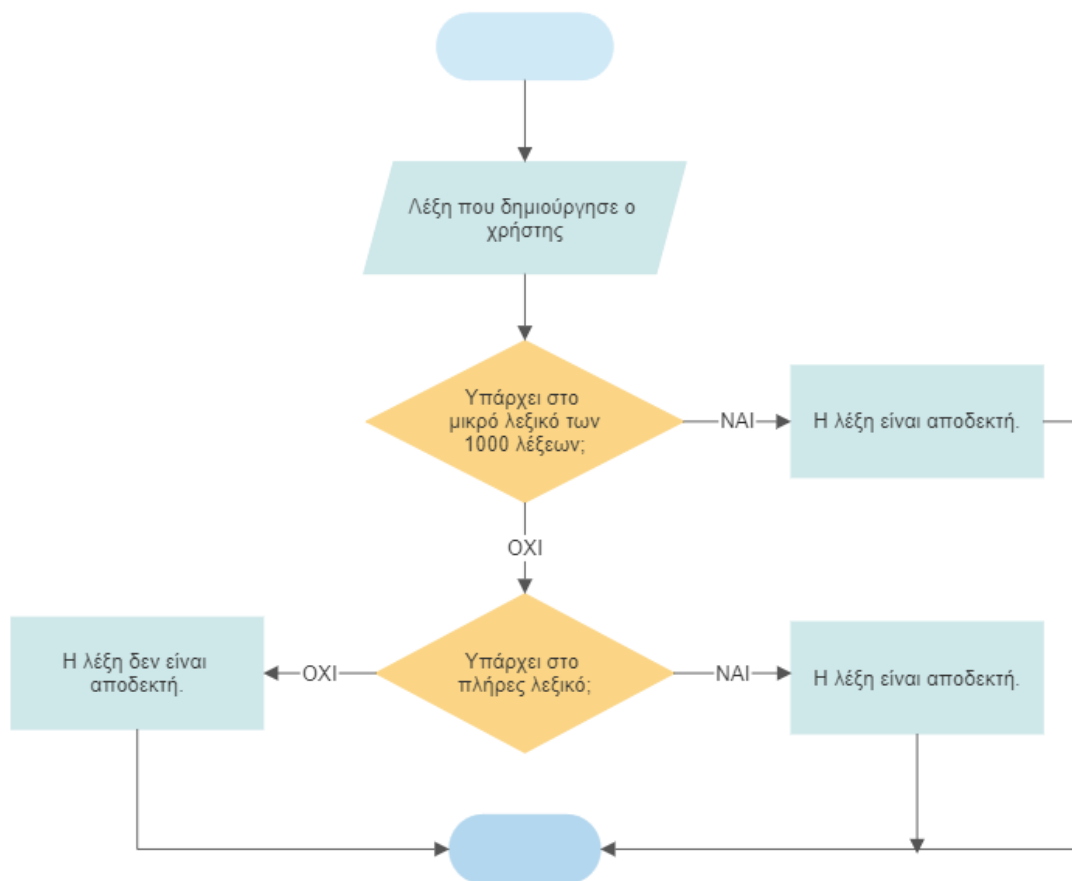 Λέξη που δημιούργησε ο
χρήστης
Υπάρχει στο
μικρό λεξικό των
1000 λέξεων;
ΝΑΙ
Η λέξη είναι αποδεκτή.
ΟΧΙ
Η λέξη δεν είναι
αποδεκτή.
ΟΧΙ
Υπάρχει στο
πλήρες λεξικό;
ΝΑΙ
Η λέξη είναι αποδεκτή.